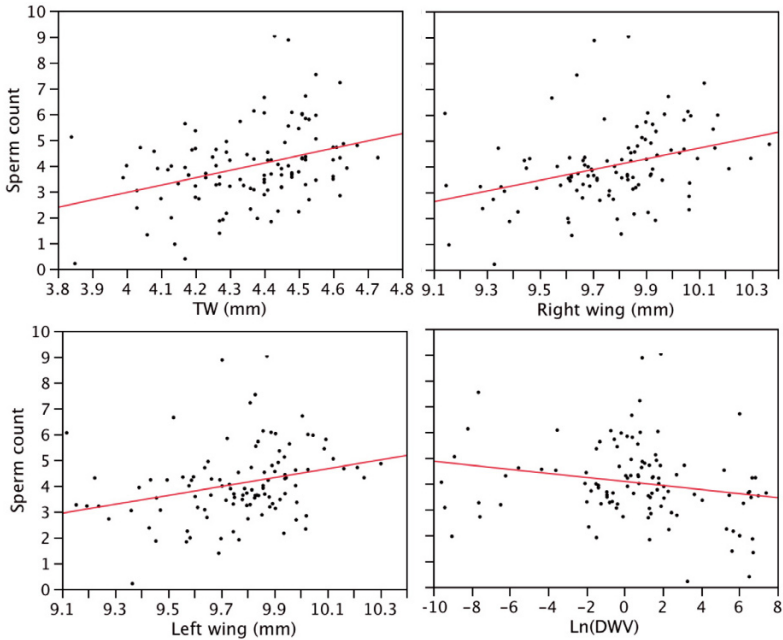 10
9
8
7
6
5
4
3
2
1
0
Sperm count
3.8 3.9 4 4.1 4.2 4.3 4.4 4.5 4.6 4.7 4.8
TW (mm)
9.1 9.3 9.5 9.7 9.9 10.1 10.3
Right wing (mm)
10
9
8
7
6
5
4
3
2
1
0
Sperm count
9.1 9.3 9.5 9.7 9.9 10.1 10.3
Left wing (mm)
-10 -8 -6 -4 -2 0 2 4 6 8
Ln(DWV)